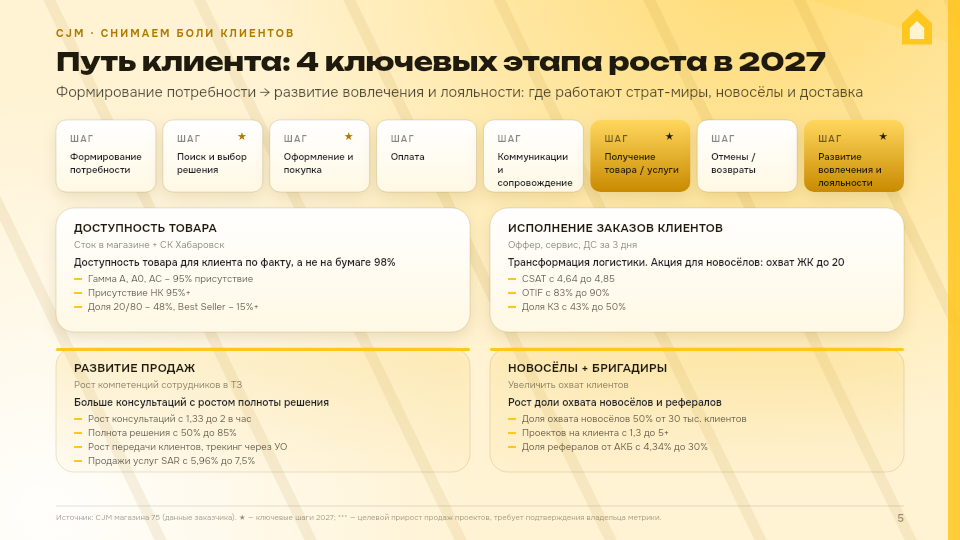 CJM · СНИМАЕМ БОЛИ КЛИЕНТОВ
Путь клиента: 4 ключевых этапа роста в 2027
Формирование потребности → развитие вовлечения и лояльности: где работают страт-миры, новосёлы и доставка
ШАГ
Формирование
потребности
ШАГ ★
Поиск и выбор
решения
ШАГ ★
Оформление и
покупка
ШАГ
Оплата
ШАГ
Коммуникации
и
сопровождение
ШАГ ★
Получение
товара / услуги
ШАГ
Отмены /
возвраты
ШАГ ★
Развитие
вовлечения и
лояльности
ДОСТУПНОСТЬ ТОВАРА
Сток в магазине + СК Хабаровск
Доступность товара для клиента по факту, а не на бумаге 98%
Гамма А, А0, АС – 95% присутствие
Присутствие НК 95%+
Доля 20/80 – 48%, Best Seller – 15%+
ИСПОЛНЕНИЕ ЗАКАЗОВ КЛИЕНТОВ
Оффер, сервис, ДС за 3 дня
Трансформация логистики. Акция для новосёлов: охват ЖК до 20
CSAT с 4,64 до 4,85
OTIF с 83% до 90%
Доля КЗ с 43% до 50%
РАЗВИТИЕ ПРОДАЖ
Рост компетенций сотрудников в ТЗ
Больше консультаций с ростом полноты решения
Рост консультаций с 1,33 до 2 в час
Полнота решения с 50% до 85%
Рост передачи клиентов, трекинг через УО
Продажи услуг SAR с 5,96% до 7,5%
НОВОСЁЛЫ + БРИГАДИРЫ
Увеличить охват клиентов
Рост доли охвата новосёлов и рефералов
Доля охвата новосёлов 50% от 30 тыс. клиентов
Проектов на клиента с 1,3 до 5+
Доля рефералов от АКБ с 4,34% до 30%
Источник: CJM магазина 75 (данные заказчика). ★ — ключевые шаги 2027; *** — целевой прирост продаж проектов, требует подтверждения владельца метрики.
5